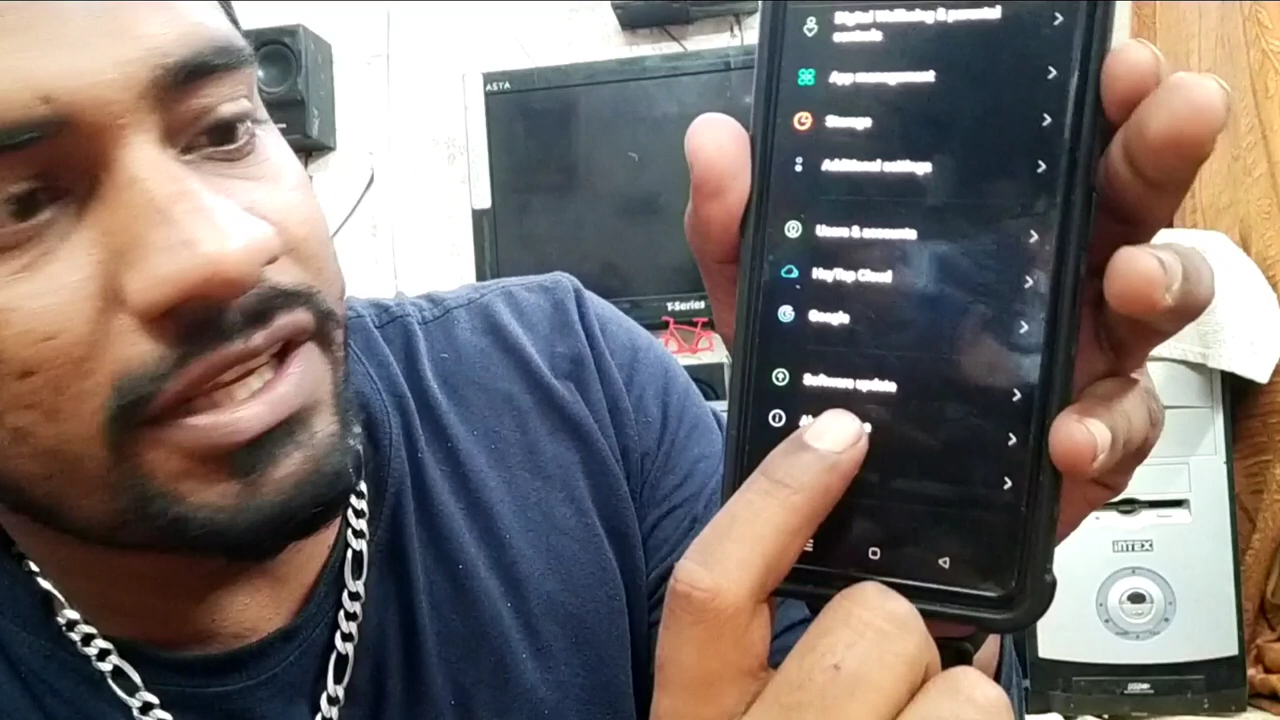 Digital Wellbeing & parental
controls
App management
Storage
Additional settings
Users & accounts
HeyTap Cloud
Google
Software update
ASTA
T-Series
iNTEX